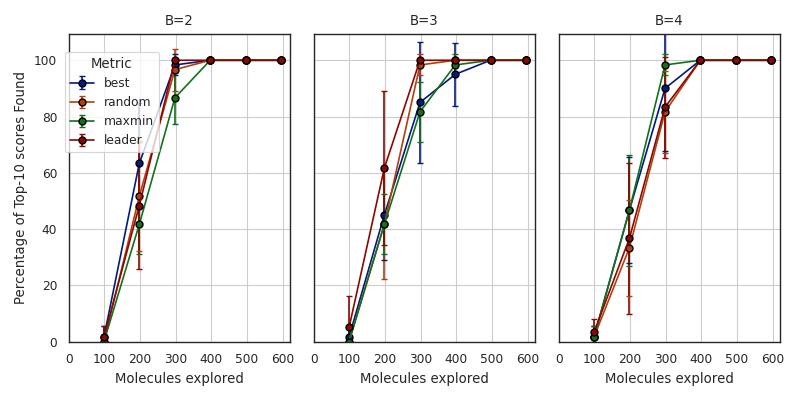 B=2
B=3
B=4
Percentage of Top-10 scores Found
100
80
60
40
20
0
Metric
best
random
maxmin
leader
0 100 200 300 400 500 600
0 100 200 300 400 500 600
0 100 200 300 400 500 600
Molecules explored
Molecules explored
Molecules explored